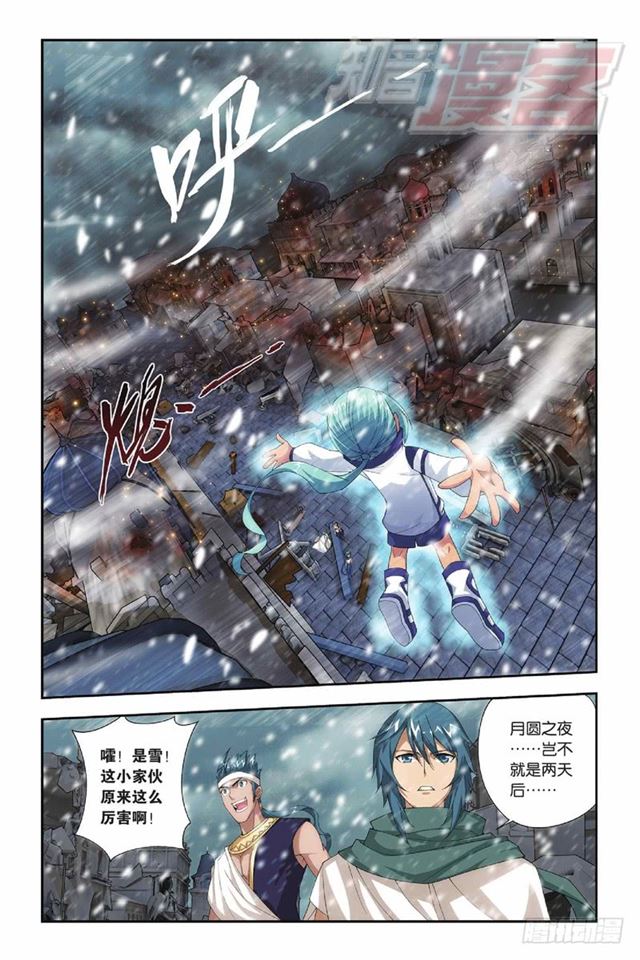 知音漫客
呼——
熄——
嚯！是雪！
这小家伙
原来这么
厉害啊！
月圆之夜
……岂不
就是两天
后……
腾讯动漫